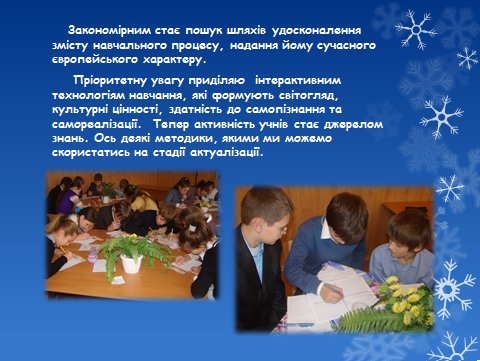 Закономірним стає пошук шляхів удосконалення
змісту навчального процесу, надання йому сучасного
європейського характеру.
Пріоритетну увагу приділяю інтерактивним
технологіям навчання, які формують світогляд,
культурні цінності, здатність до самопізнання та
самореалізації. Тепер активність учнів стає джерелом
знань. Ось деякі методики, якими ми можемо
скористатись на стадії актуалізації.